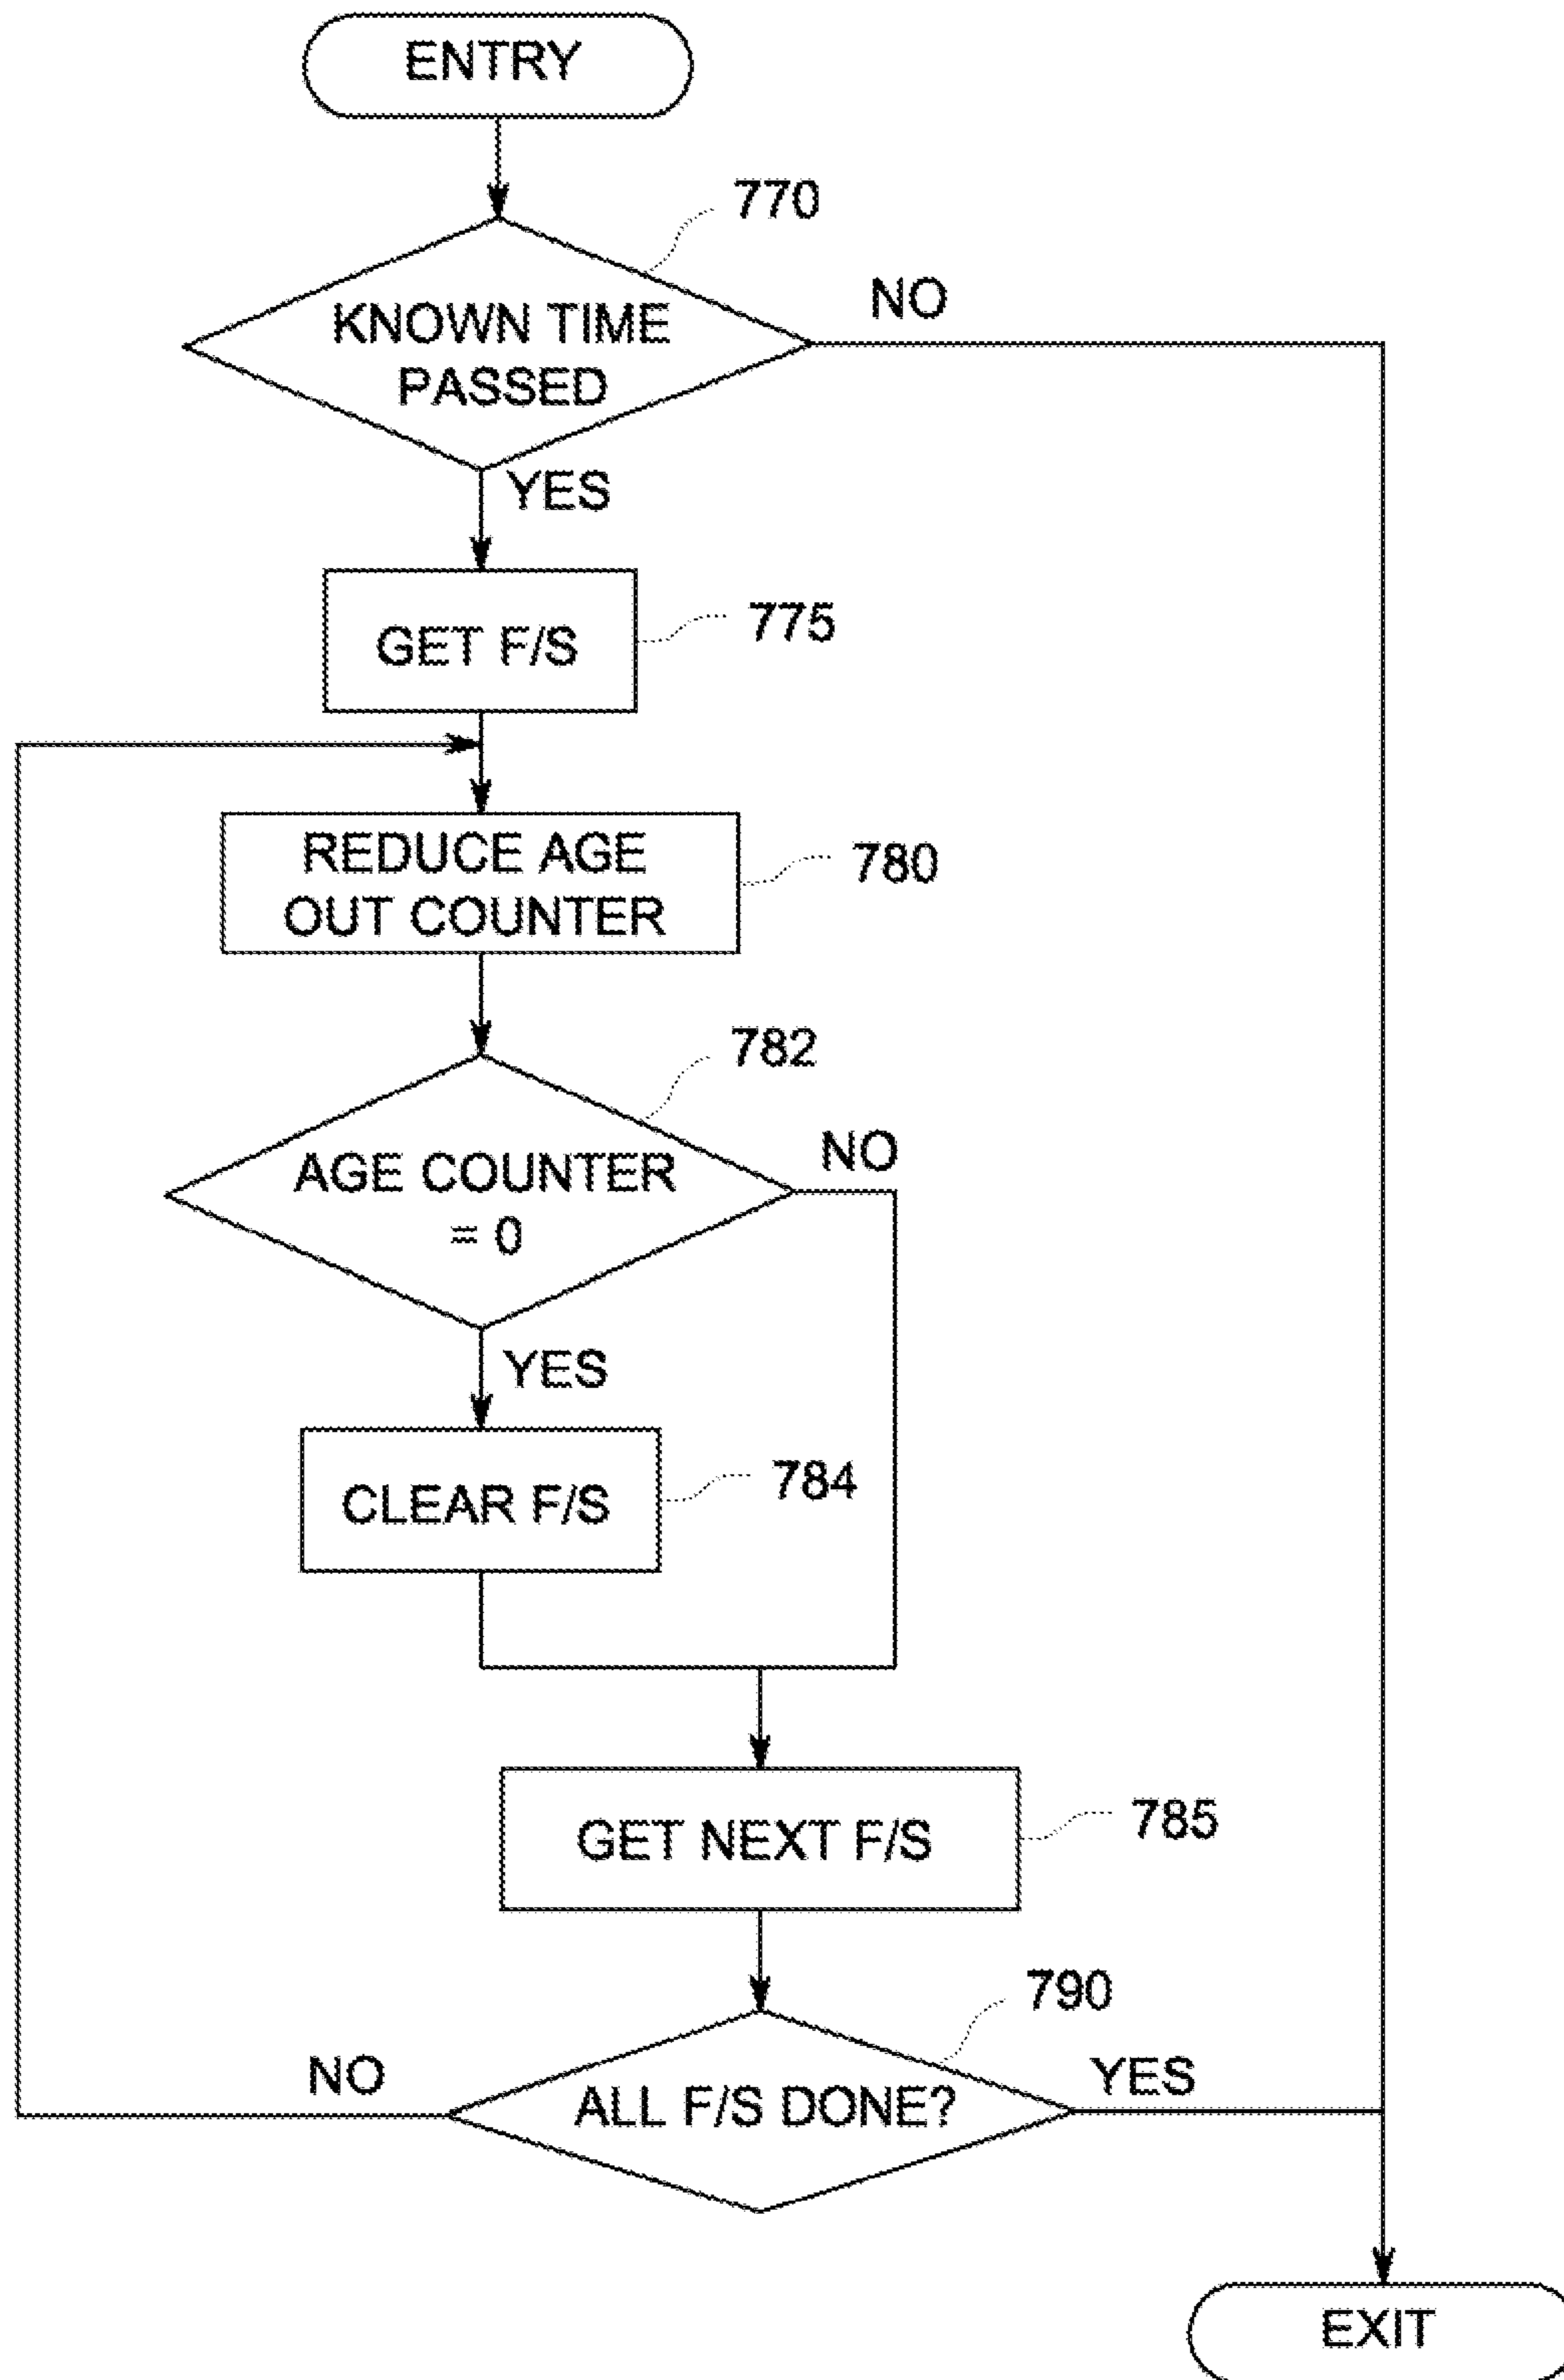 ENTRY
770
NO
KNOWN TIME
PASSED
YES
GET F/S
775
REDUCE AGE
OUT COUNTER
780
782
NO
AGE COUNTER
= 0
YES
CLEAR F/S
784
GET NEXT F/S
785
790
NO
YES
ALL F/S DONE?
EXIT